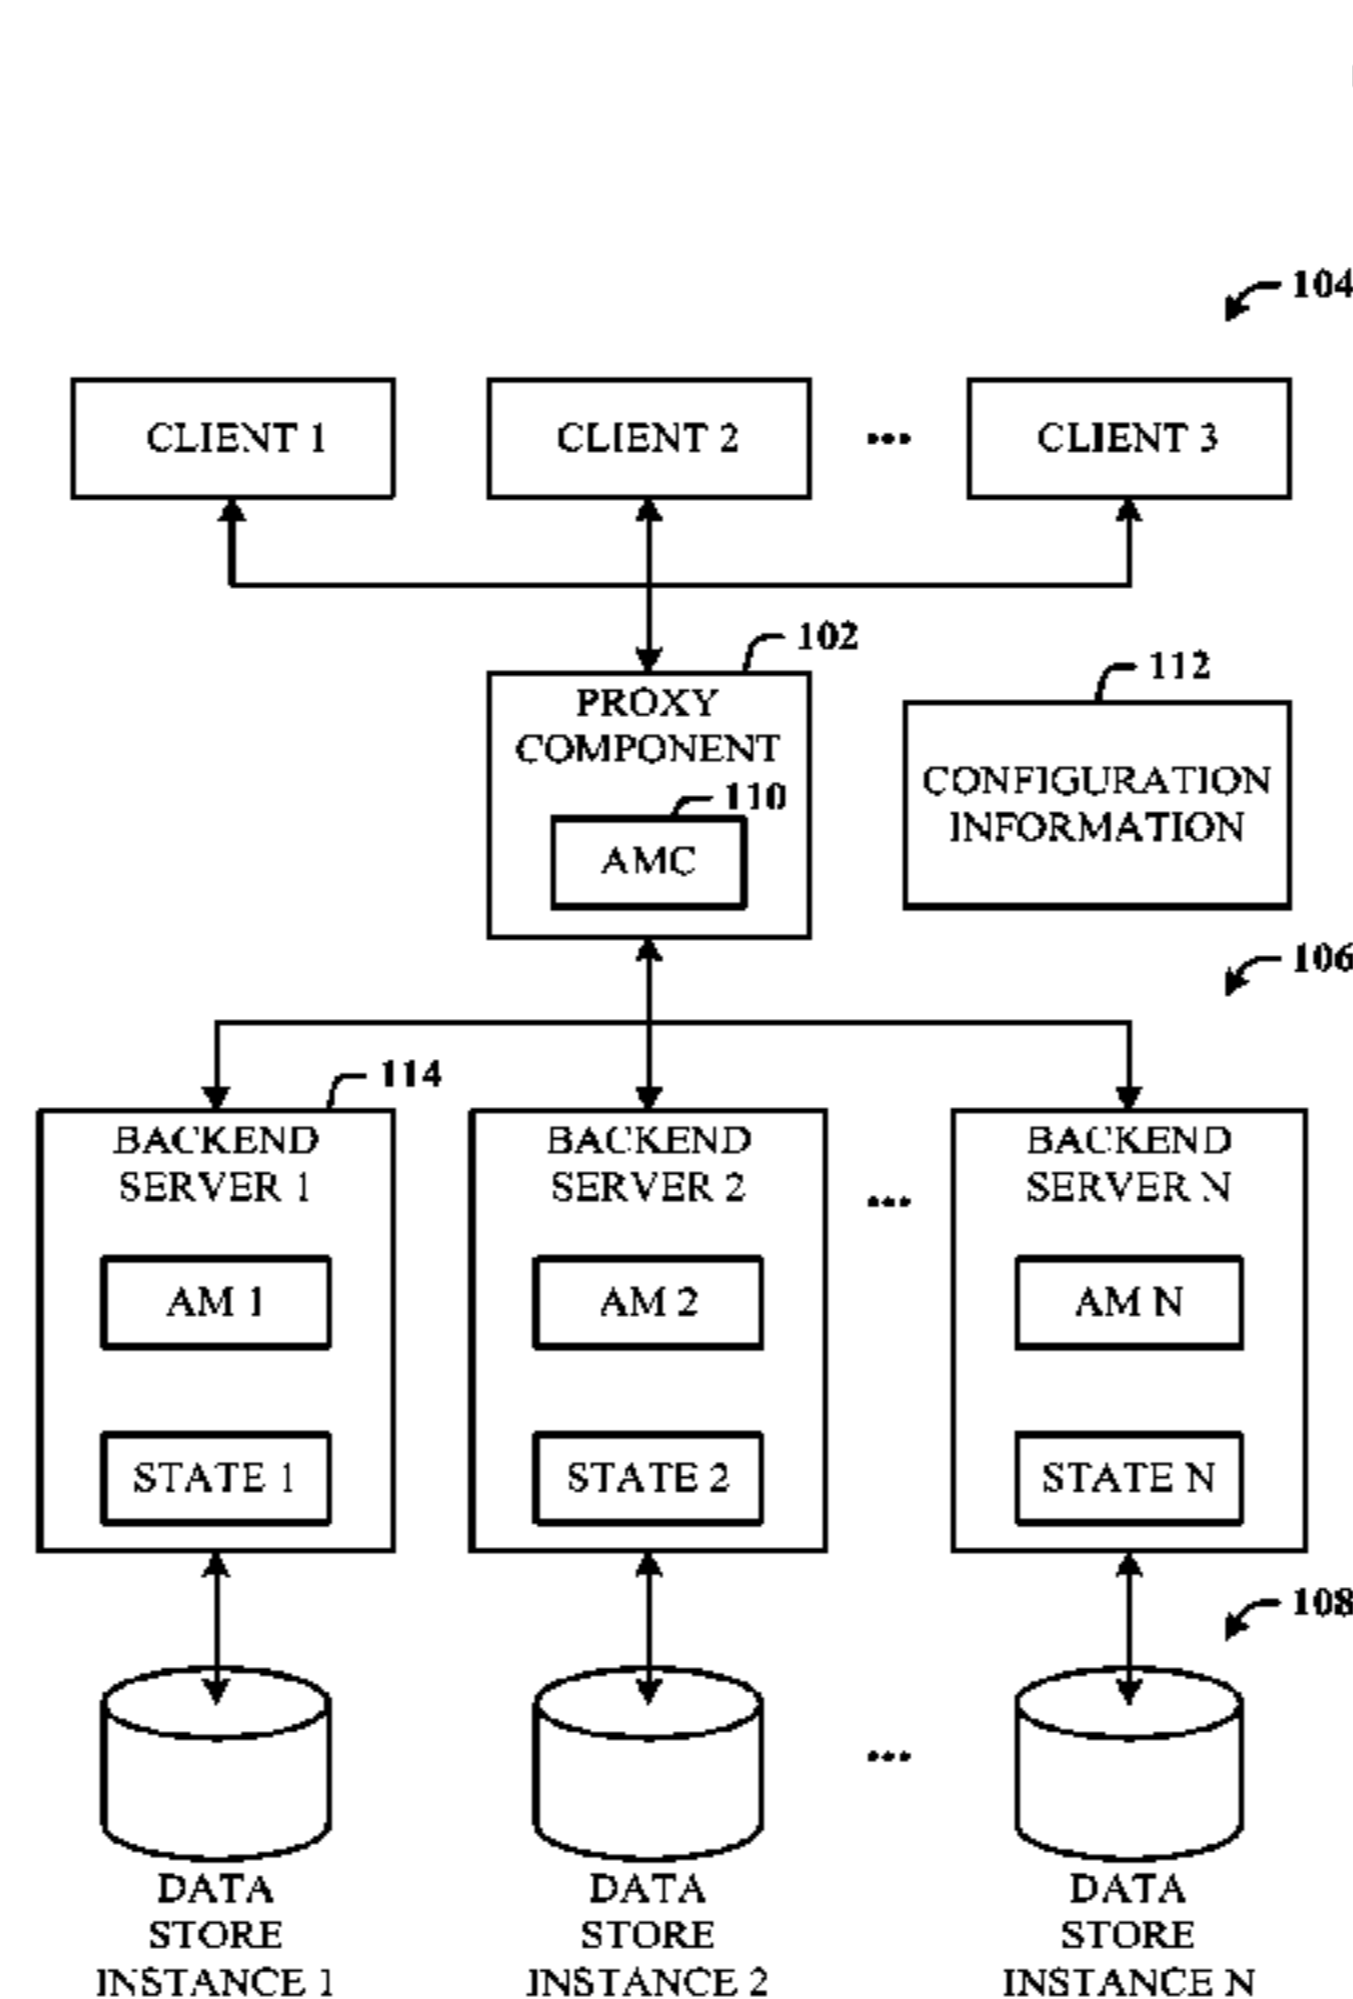 104
CLIENT 1
CLIENT 2
...
CLIENT 3
102
PROXY
COMPONENT
110
AMC
112
CONFIGURATION
INFORMATION
106
114
BACKEND
SERVER 1
AM 1
STATE 1
BACKEND
SERVER 2
AM 2
STATE 2
...
BACKEND
SERVER N
AM N
STATE N
108
DATA
STORE
INSTANCE 1
DATA
STORE
INSTANCE 2
...
DATA
STORE
INSTANCE N